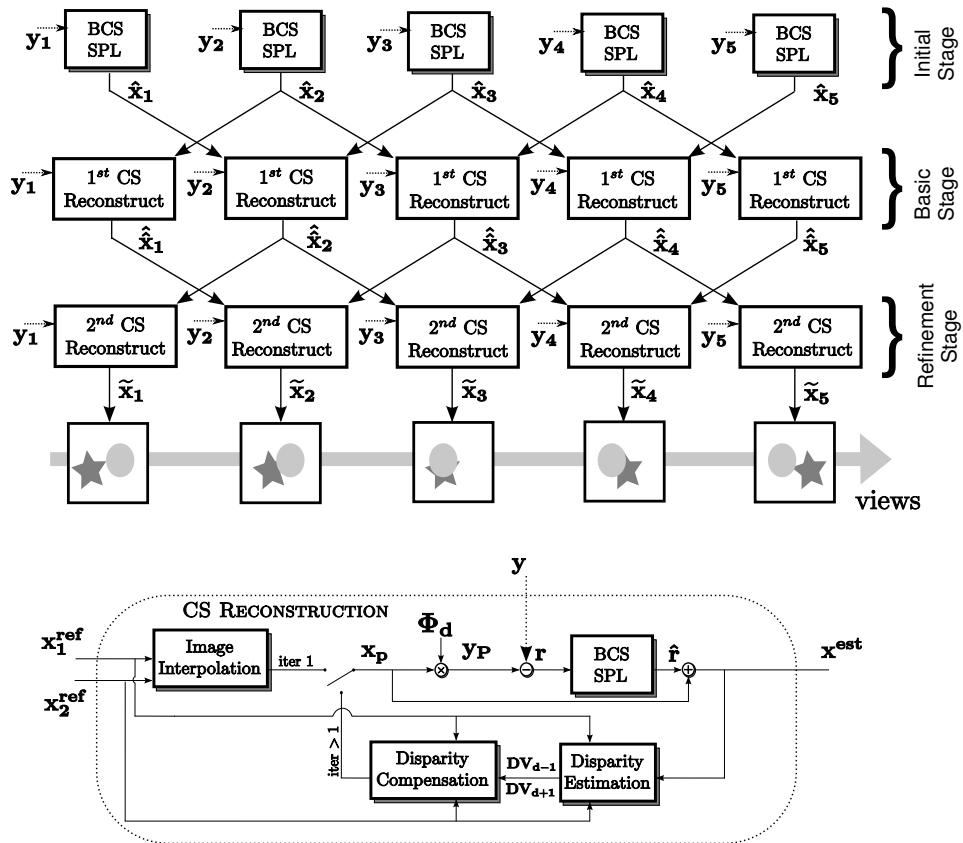 y₁ BCS SPL y₂ BCS SPL y₃ BCS SPL y₄ BCS SPL y₅ BCS SPL } Initial Stage
x̂₁ x̂₂ x̂₃ x̂₄ x̂₅
y₁ 1ˢᵗ CS Reconstruct y₂ 1ˢᵗ CS Reconstruct y₃ 1ˢᵗ CS Reconstruct y₄ 1ˢᵗ CS Reconstruct y₅ 1ˢᵗ CS Reconstruct } Basic Stage
x̂̂₁ x̂̂₂ x̂̂₃ x̂̂₄ x̂̂₅
y₁ 2ⁿᵈ CS Reconstruct y₂ 2ⁿᵈ CS Reconstruct y₃ 2ⁿᵈ CS Reconstruct y₄ 2ⁿᵈ CS Reconstruct y₅ 2ⁿᵈ CS Reconstruct } Refinement Stage
x̃₁ x̃₂ x̃₃ x̃₄ x̃₅
views
y
CS RECONSTRUCTION
x₁ʳᵉᶠ
x₂ʳᵉᶠ
Image Interpolation
iter 1
iter > 1
xₚ
Φ_d
×
y_P
−
r
BCS SPL
r̂
+
xᵉˢᵗ
Disparity Compensation
DV_{d−1}
DV_{d+1}
Disparity Estimation